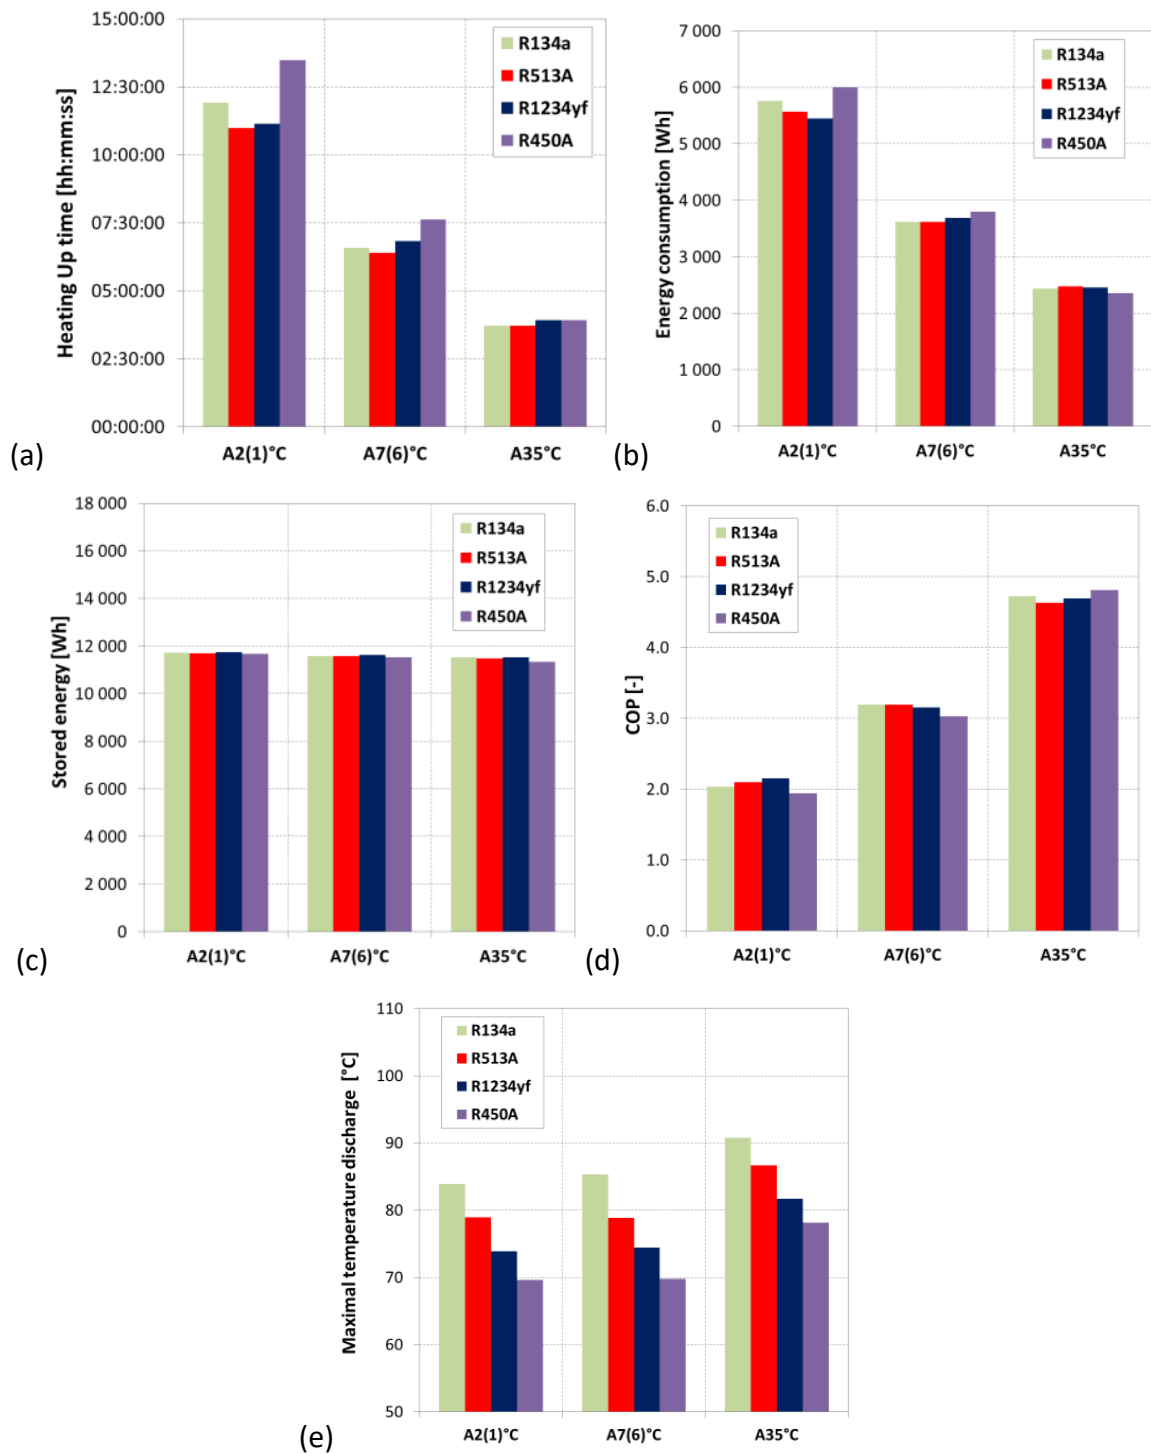 Heating Up time [hh:mm:ss]
15:00:00
12:30:00
10:00:00
07:30:00
05:00:00
02:30:00
00:00:00
R134a
R513A
R1234yf
R450A
A2(1)°C
A7(6)°C
A35°C
(a)
Energy consumption [Wh]
7 000
6 000
5 000
4 000
3 000
2 000
1 000
0
R134a
R513A
R1234yf
R450A
A2(1)°C
A7(6)°C
A35°C
(b)
Stored energy [Wh]
18 000
16 000
14 000
12 000
10 000
8 000
6 000
4 000
2 000
0
R134a
R513A
R1234yf
R450A
A2(1)°C
A7(6)°C
A35°C
(c)
COP [-]
6.0
5.0
4.0
3.0
2.0
1.0
0.0
R134a
R513A
R1234yf
R450A
A2(1)°C
A7(6)°C
A35°C
(d)
Maximal temperature discharge [°C]
110
100
90
80
70
60
50
R134a
R513A
R1234yf
R450A
A2(1)°C
A7(6)°C
A35°C
(e)